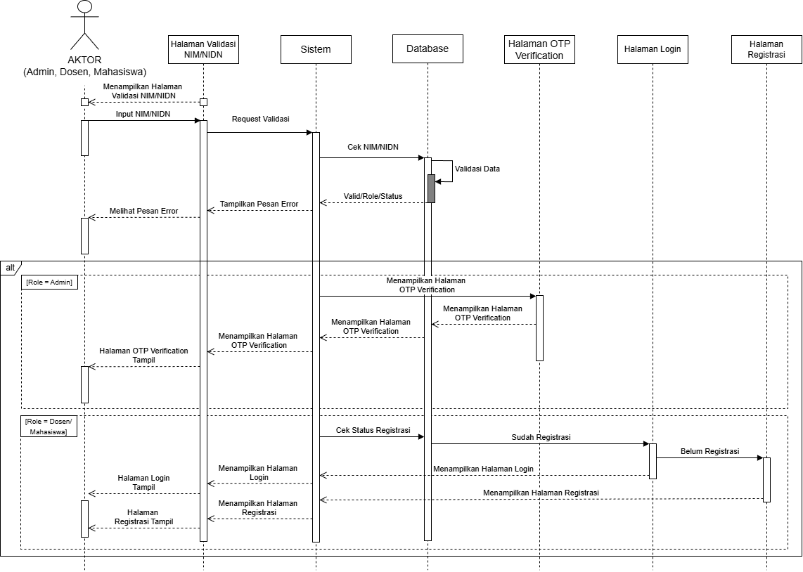 AKTOR
(Admin, Dosen, Mahasiswa)
Halaman Validasi
NIM/NIDN
Sistem
Database
Halaman OTP
Verification
Halaman Login
Halaman
Registrasi
Menampilkan Halaman
Validasi NIM/NIDN
Input NIM/NIDN
Request Validasi
Cek NIM/NIDN
Validasi Data
Valid/Role/Status
Tampilkan Pesan Error
Melihat Pesan Error
alt
[Role = Admin]
Menampilkan Halaman
OTP Verification
Menampilkan Halaman
OTP Verification
Menampilkan Halaman
OTP Verification
Menampilkan Halaman
OTP Verification
Halaman OTP Verification
Tampil
[Role = Dosen/
Mahasiswa]
Cek Status Registrasi
Sudah Registrasi
Belum Registrasi
Menampilkan Halaman Login
Menampilkan Halaman
Login
Halaman Login
Tampil
Menampilkan Halaman Registrasi
Menampilkan Halaman
Registrasi
Halaman
Registrasi Tampil